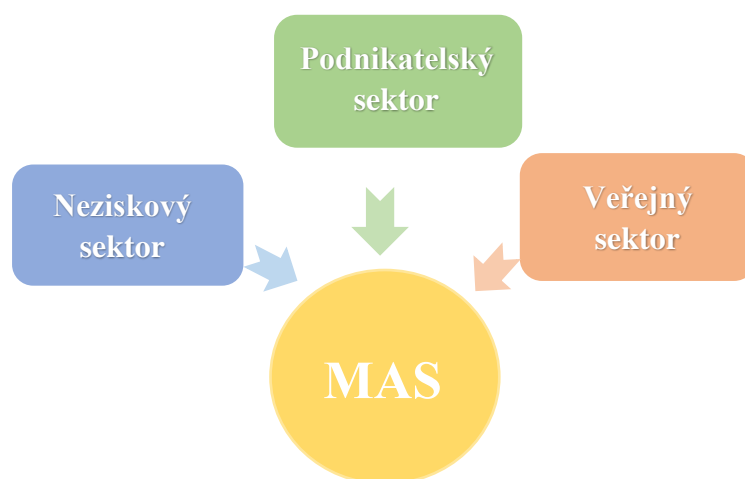 Podnikatelský
sektor
Neziskový
sektor
Veřejný
sektor
MAS